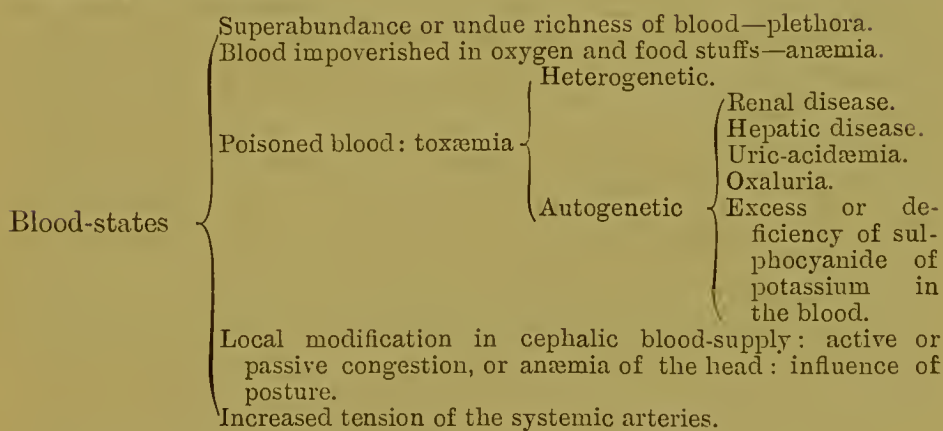 Superabundance or undue richness of blood—plethora.
Blood impoverished in oxygen and food stuffs—anæmia.
Heterogenetic.
Poisoned blood: toxæmia
Renal disease.
Hepatic disease.
Uric-acidæmia.
Oxaluria.
Blood-states
Autogenetic
Excess or de-
ficiency of sul-
phocyanide of
potassium in
the blood.
Local modification in cephalic blood-supply: active or
passive congestion, or anæmia of the head: influence of
posture.
Increased tension of the systemic arteries.